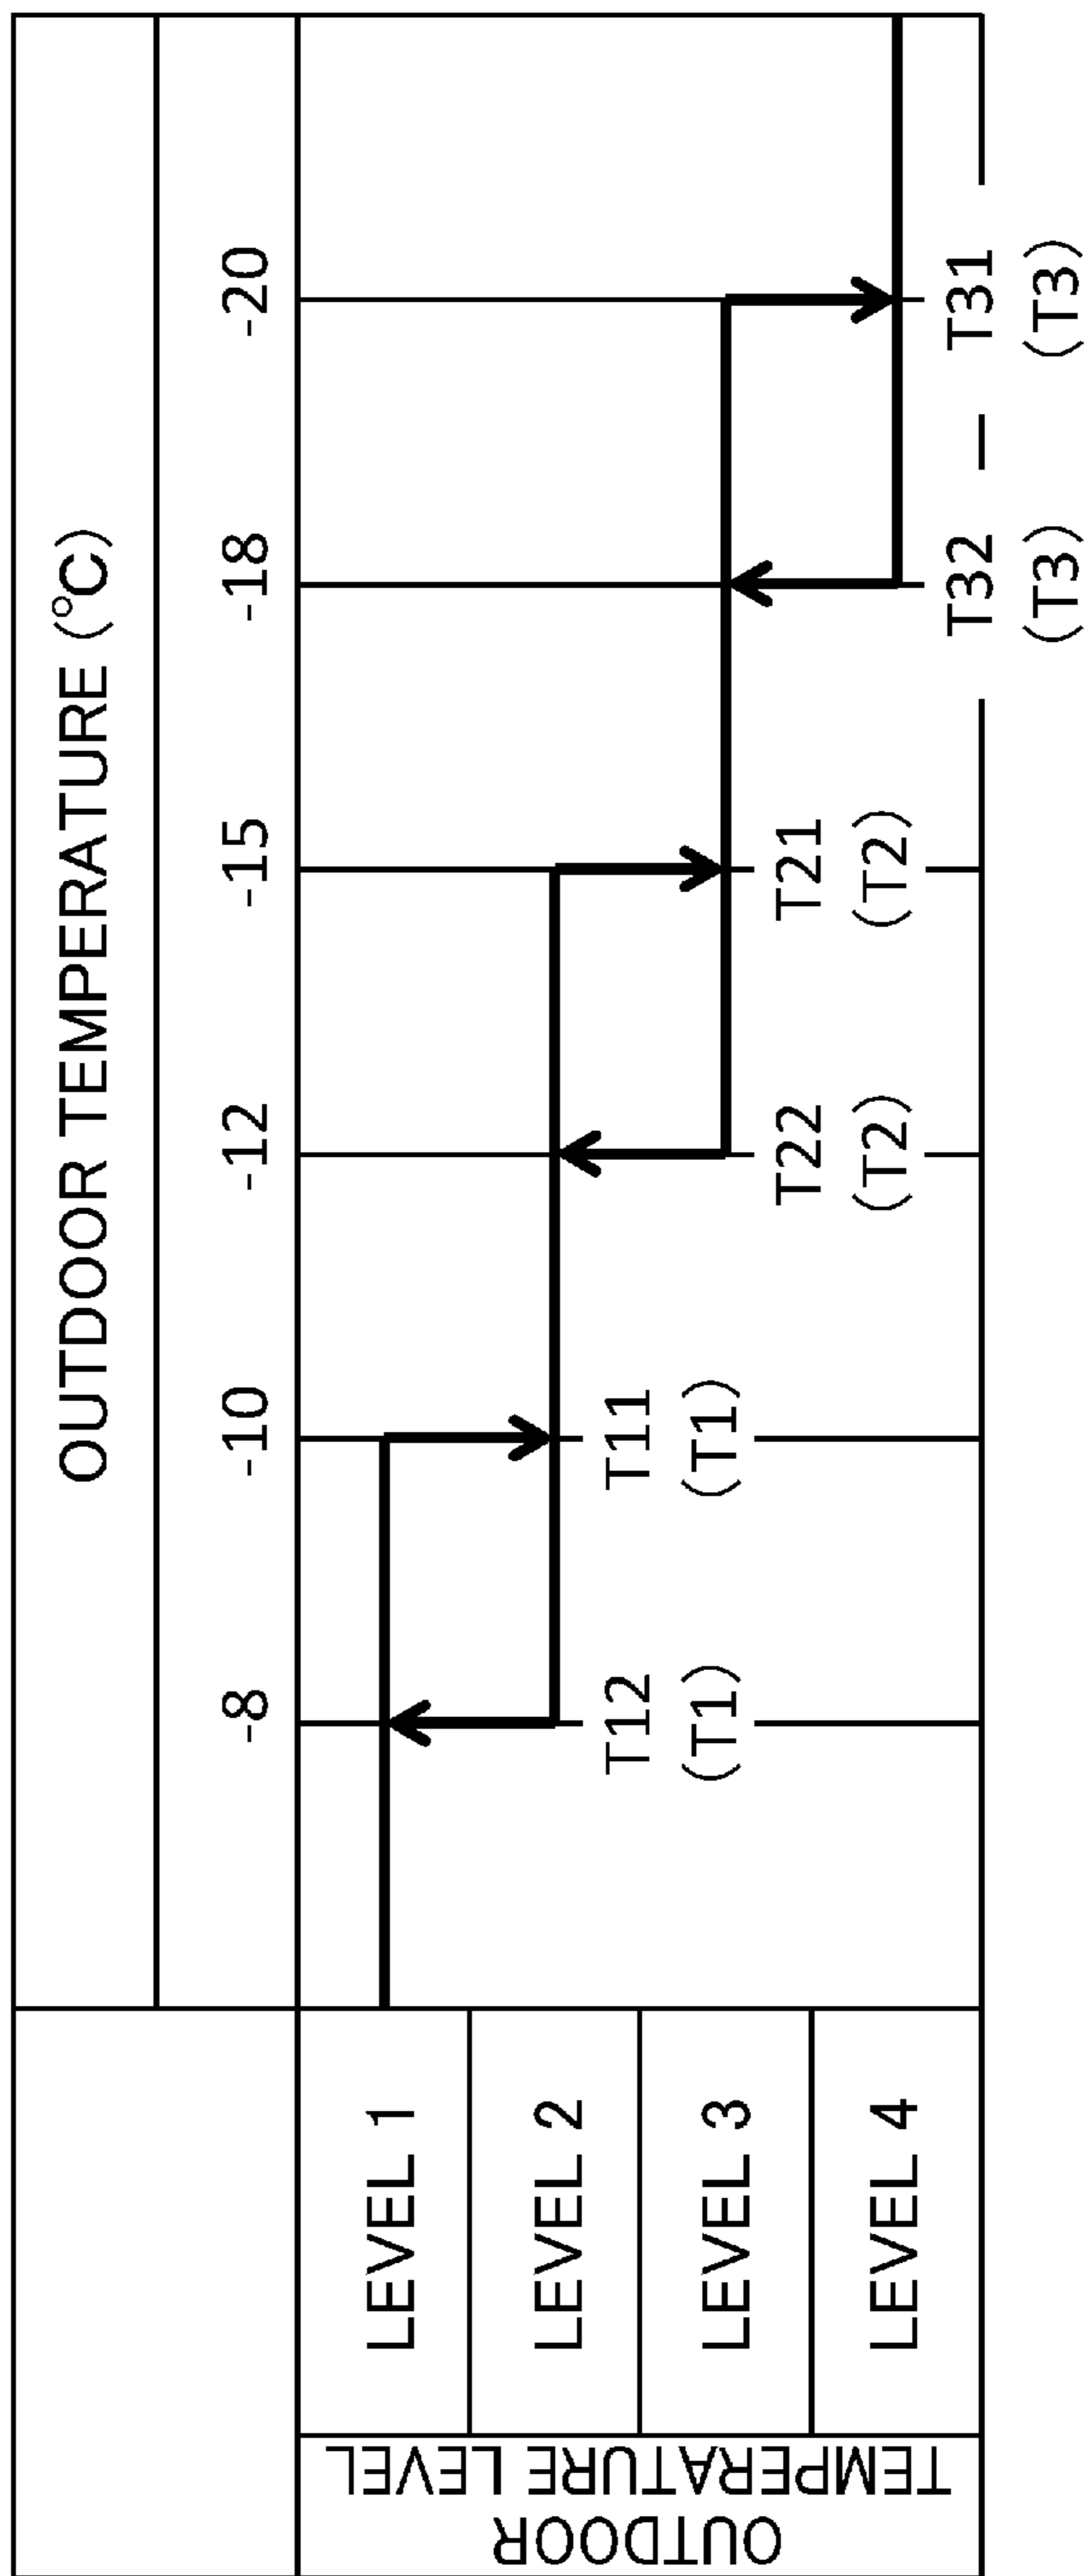 OUTDOOR TEMPERATURE (°C)
-8 -10 -12 -15 -18 -20
OUTDOOR
TEMPERATURE LEVEL
LEVEL 1
LEVEL 2
T12 T11
(T1) (T1)
LEVEL 3
T22 T21
(T2) (T2)
LEVEL 4
T32 T31
(T3) (T3)